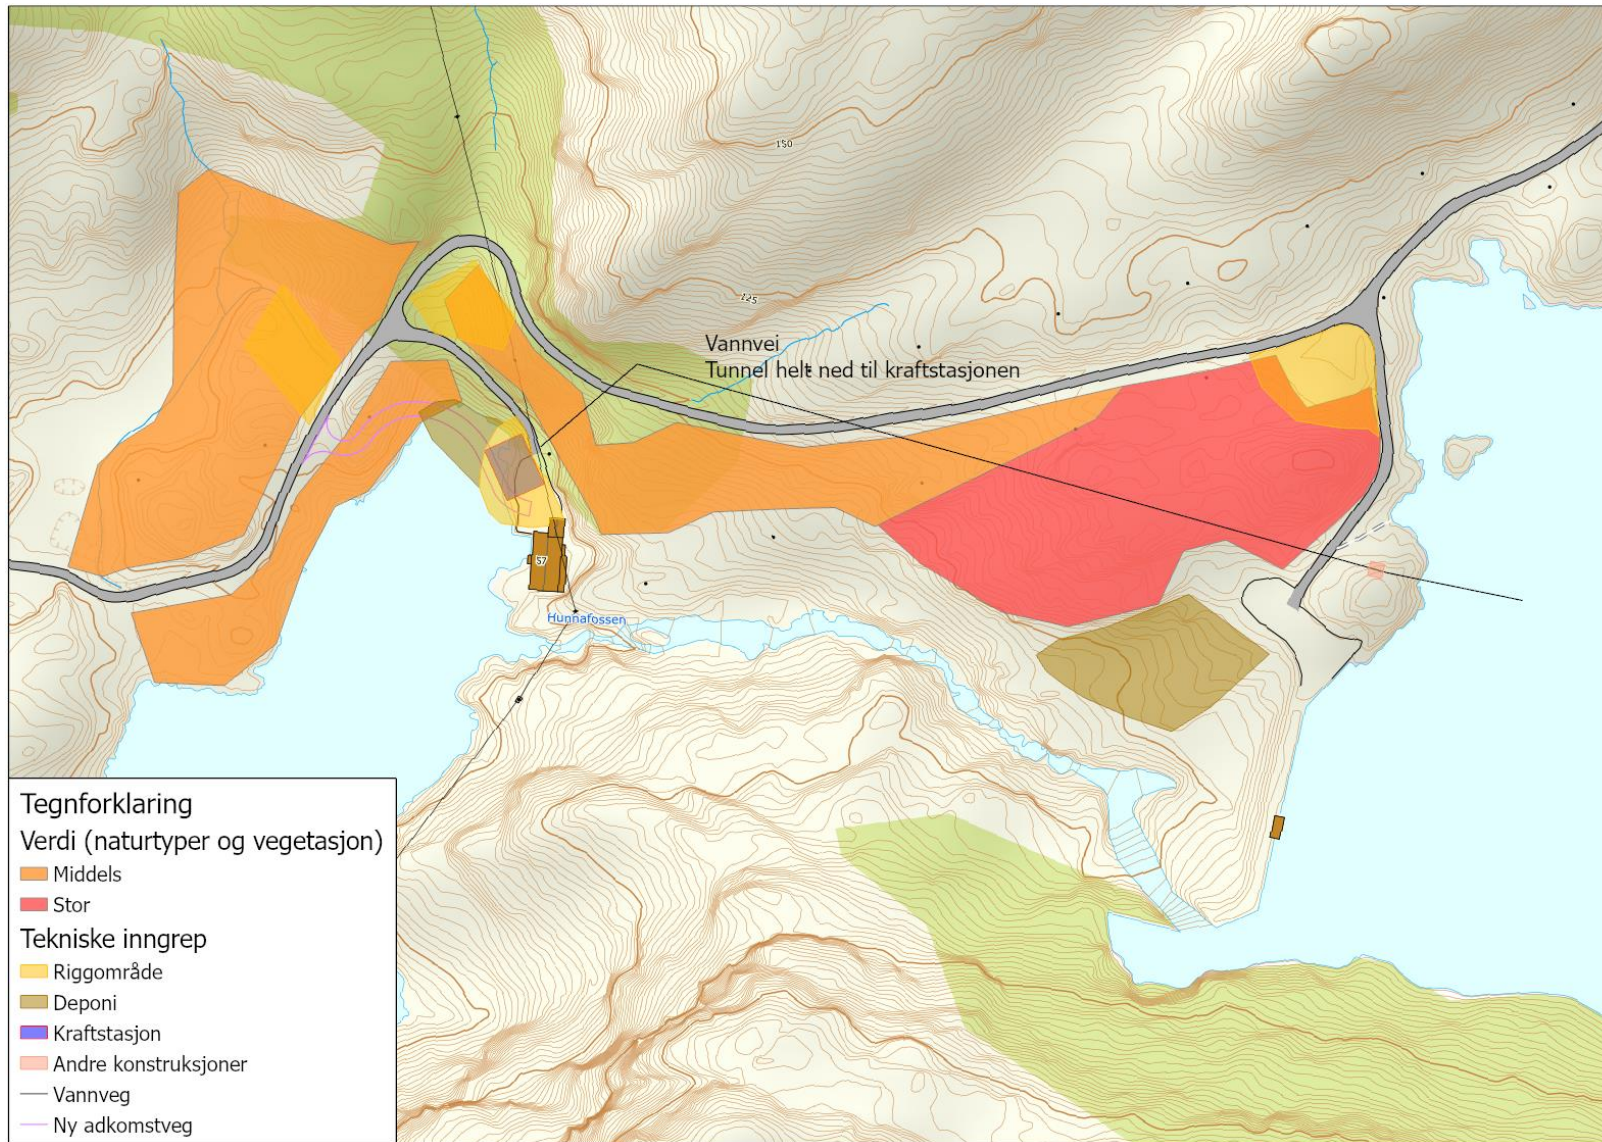 150
125
Vannvei
Tunnel helt ned til kraftstasjonen
57
Hunnafossen
Tegnforklaring
Verdi (naturtyper og vegetasjon)
Middels
Stor
Tekniske inngrep
Riggområde
Deponi
Kraftstasjon
Andre konstruksjoner
Vannveg
Ny adkomstveg